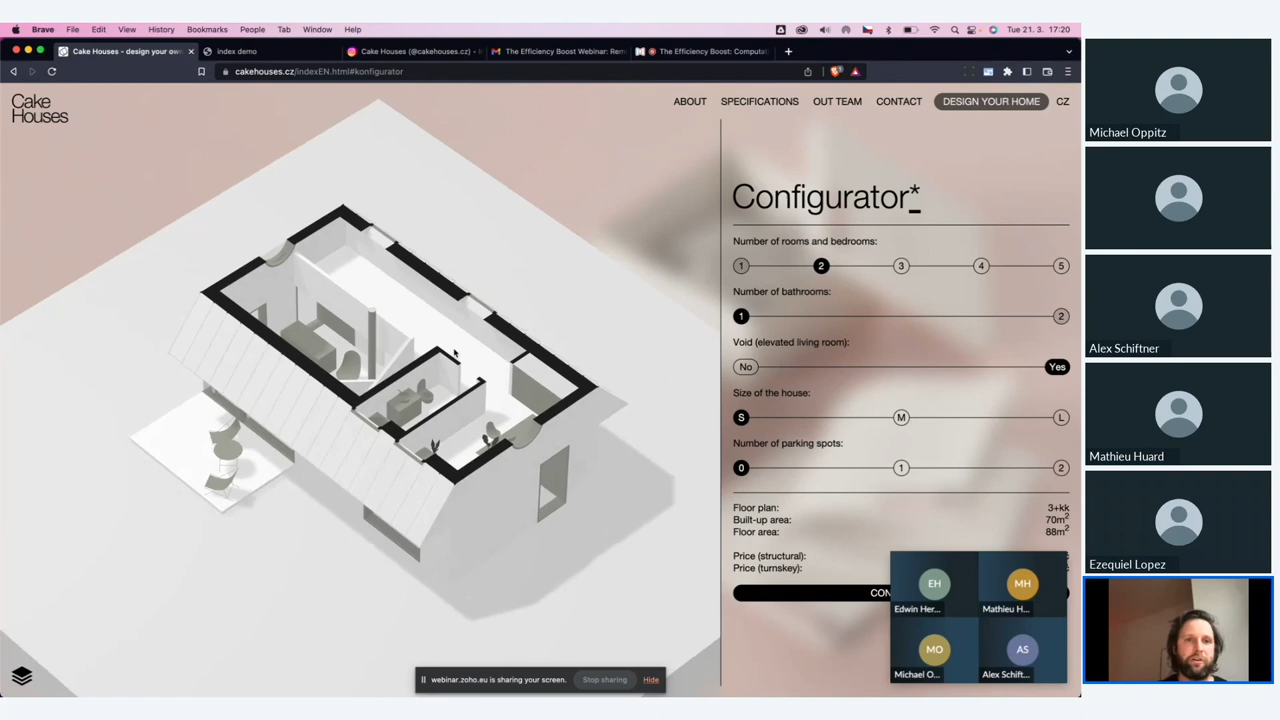 Brave File Edit View History Bookmarks People Tab Window Help
Tue 21. 3. 17:20
Cake Houses - design your own
index demo
Cake Houses (@cakehouses.cz)
The Efficiency Boost Webinar: Rem
The Efficiency Boost: Computat
cakehouses.cz/indexEN.html#konfigurator
Cake
Houses
ABOUT SPECIFICATIONS OUT TEAM CONTACT DESIGN YOUR HOME CZ
Configurator*
Number of rooms and bedrooms:
1 2 3 4 5
Number of bathrooms:
1 2
Void (elevated living room):
No Yes
Size of the house:
S M L
Number of parking spots:
0 1 2
Floor plan: 3+kk
Built-up area: 70m²
Floor area: 88m²
Price (structural):
Price (turnskey):
CON
EH
Edwin Her...
MH
Mathieu H...
MO
Michael O...
AS
Alex Schift...
webinar.zoho.eu is sharing your screen. Stop sharing Hide
Michael Oppitz
Alex Schiftner
Mathieu Huard
Ezequiel Lopez